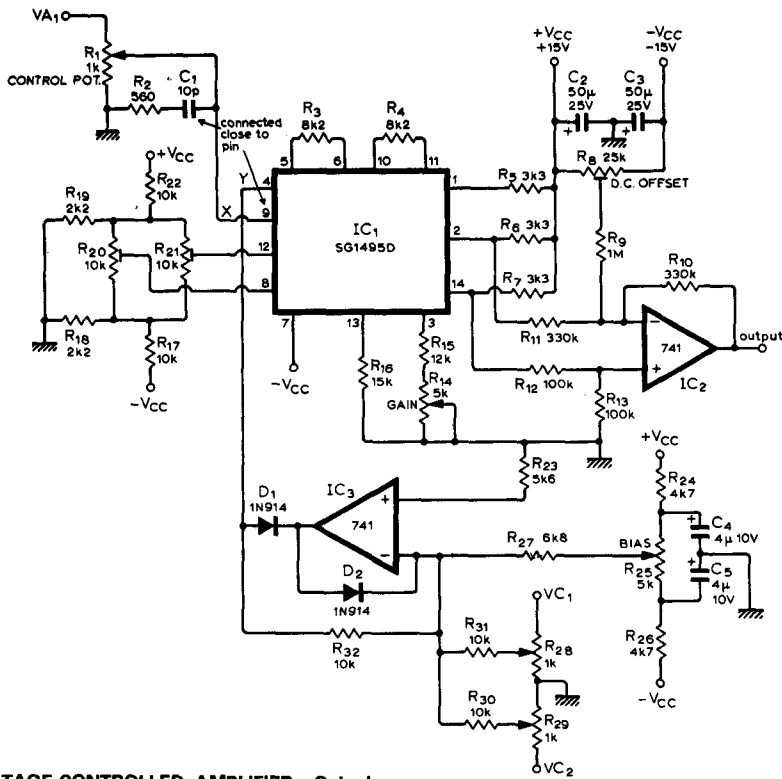 VA1
R1
1k
CONTROL POT.
R2
560
C1
10p
connected
close to
pin
R3
8k2
R4
8k2
+VCC
+15V
-VCC
-15V
C2
50μ
25V
C3
50μ
25V
R8 25k
D.C. OFFSET
5
6
10
11
Y 4
X 9
12
8
7
13
3
1
2
14
IC1
SG1495D
R5 3k3
R6 3k3
R7 3k3
R9
1M
R10
330k
R11 330k
R12 100k
R13
100k
741
IC2
output
+VCC
R22
10k
R19
2k2
R20
10k
R21
10k
R18
2k2
R17
10k
-VCC
-VCC
R16
15k
R15
12k
R14
5k
GAIN
R23
5k6
D1
1N914
IC3
741
D2
1N914
R27 6k8
BIAS
+VCC
R24
4k7
C4
4μ 10V
R25
5k
C5
4μ
10V
R26
4k7
-VCC
R32
10k
R31
10k
R30
10k
VC1
R28
1k
R29
1k
VC2